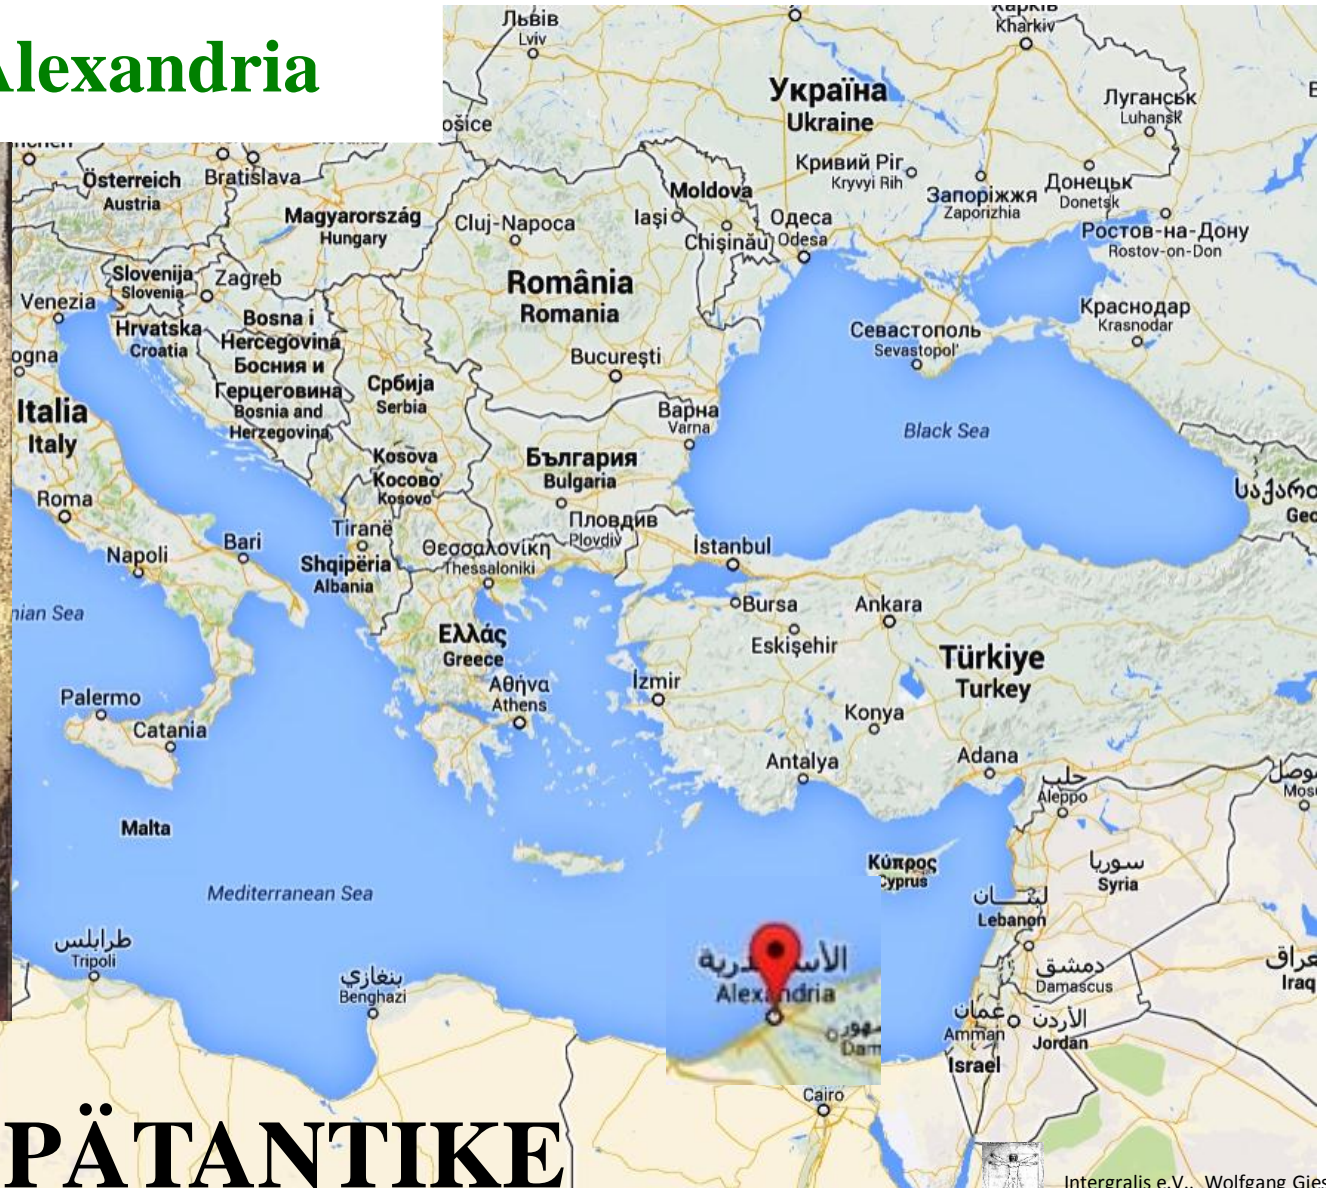 Alexandria
Львів
Lviv
Харків
Kharkiv
Україна
Ukraine
Луганськ
Luhansk
Кривий Ріг
Kryvyi Rih
Запоріжжя
Zaporizhia
Донецьк
Donetsk
Österreich
Austria
Bratislava
Magyarország
Hungary
Cluj-Napoca
Moldova
Iași
Chișinău
Одеса
Odesa
Ростов-на-Дону
Rostov-on-Don
Slovenija
Slovenia
Zagreb
Venezia
Hrvatska
Croatia
Bosna i
Hercegovina
Босния и
Герцеговина
Bosnia and
Herzegovina
România
Romania
București
Севастополь
Sevastopol'
Краснодар
Krasnodar
Србија
Serbia
Варна
Varna
Black Sea
Italia
Italy
Roma
Napoli
Bari
Kosova
Косово
Kosovo
България
Bulgaria
Пловдив
Plovdiv
Tiranë
Shqipëria
Albania
Θεσσαλονίκη
Thessaloniki
İstanbul
Bursa
Ankara
Eskişehir
Ελλάς
Greece
Türkiye
Turkey
Αθήνα
Athens
İzmir
Konya
Palermo
Catania
Antalya
Adana
حلب
Aleppo
Malta
Mediterranean Sea
Κύπρος
Cyprus
سوريا
Syria
لبنان
Lebanon
طرابلس
Tripoli
بنغازي
Benghazi
Alexandria
دمشق
Damascus
Iraq
عمان
Amman
الأردن
Jordan
Israel
Cairo
PÄTANTIKE
Intergralis e.V., Wolfgang Gies